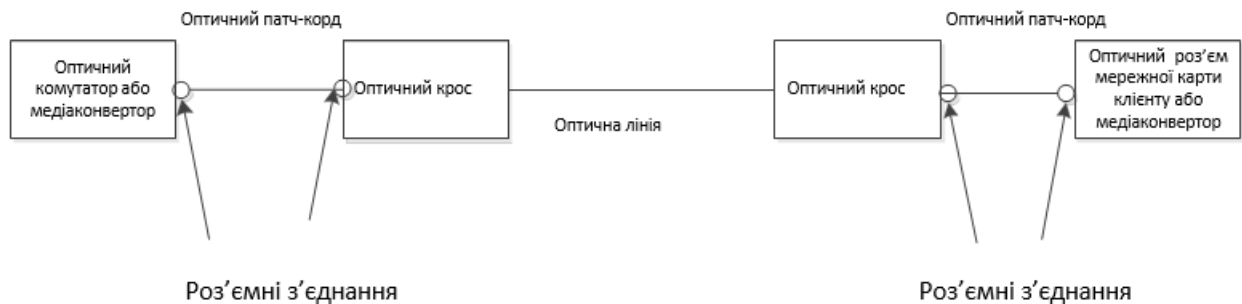 Оптичний патч-корд
Оптичний патч-корд
Оптичний
комутатор або
медіаконвертор
Оптичний крос
Оптична лінія
Оптичний крос
Оптичний роз’єм
мережної карти
клієнту або
медіаконвертор
Роз’ємні з’єднання
Роз’ємні з’єднання